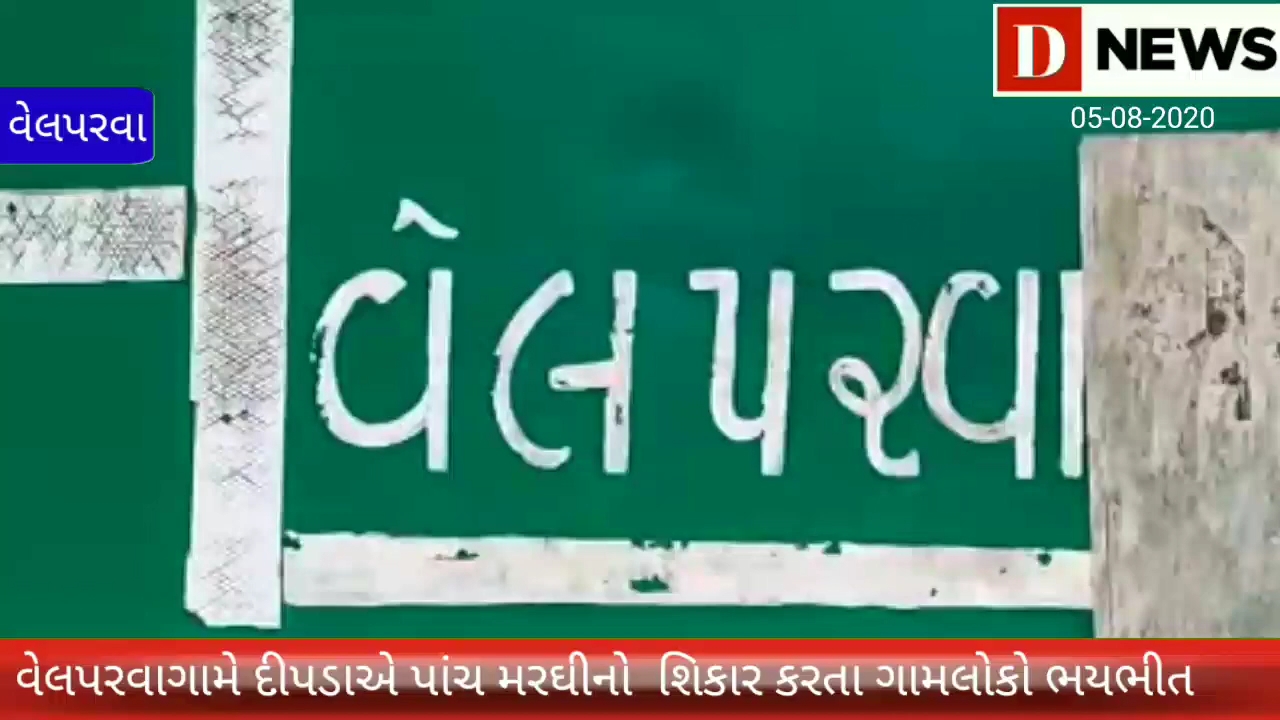 D NEWS
05-08-2020
વેલપરવા
વેલપરવા
વેલપરવાગામે દીપડાએ પાંચ મરઘીનો શિકાર કરતા ગામલોકો ભયભીત